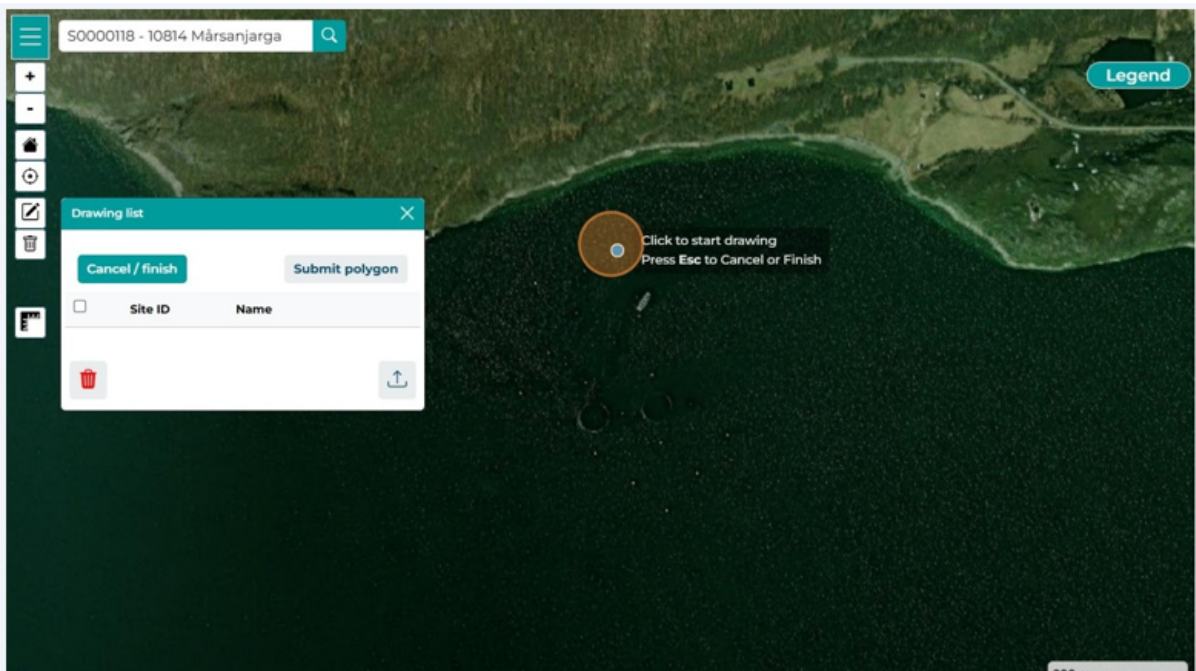 S0000118 - 10814 Mårsanjarga
+
Legend
-
Drawing list
Click to start drawing
Press Esc to Cancel or Finish
Cancel / finish
Submit polygon
Site ID
Name